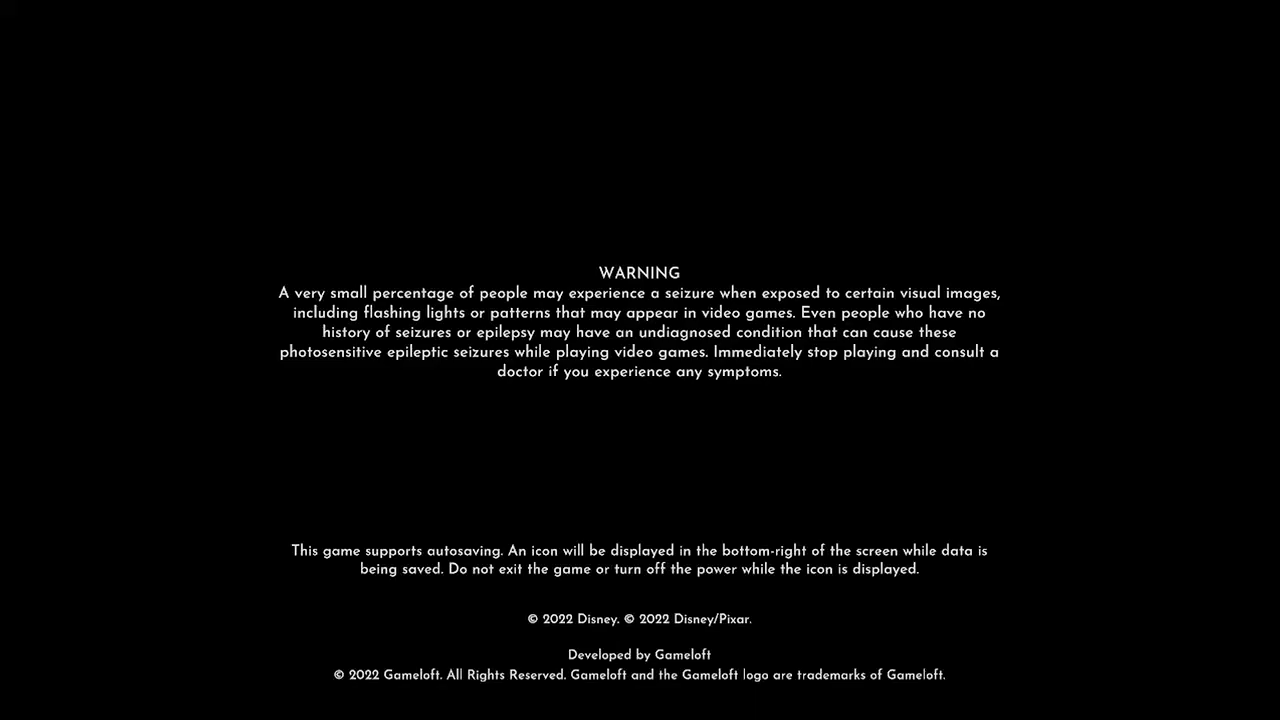 WARNING
A very small percentage of people may experience a seizure when exposed to certain visual images,
including flashing lights or patterns that may appear in video games. Even people who have no
history of seizures or epilepsy may have an undiagnosed condition that can cause these
photosensitive epileptic seizures while playing video games. Immediately stop playing and consult a
doctor if you experience any symptoms.
This game supports autosaving. An icon will be displayed in the bottom-right of the screen while data is
being saved. Do not exit the game or turn off the power while the icon is displayed.
© 2022 Disney. © 2022 Disney/Pixar.
Developed by Gameloft
© 2022 Gameloft. All Rights Reserved. Gameloft and the Gameloft logo are trademarks of Gameloft.